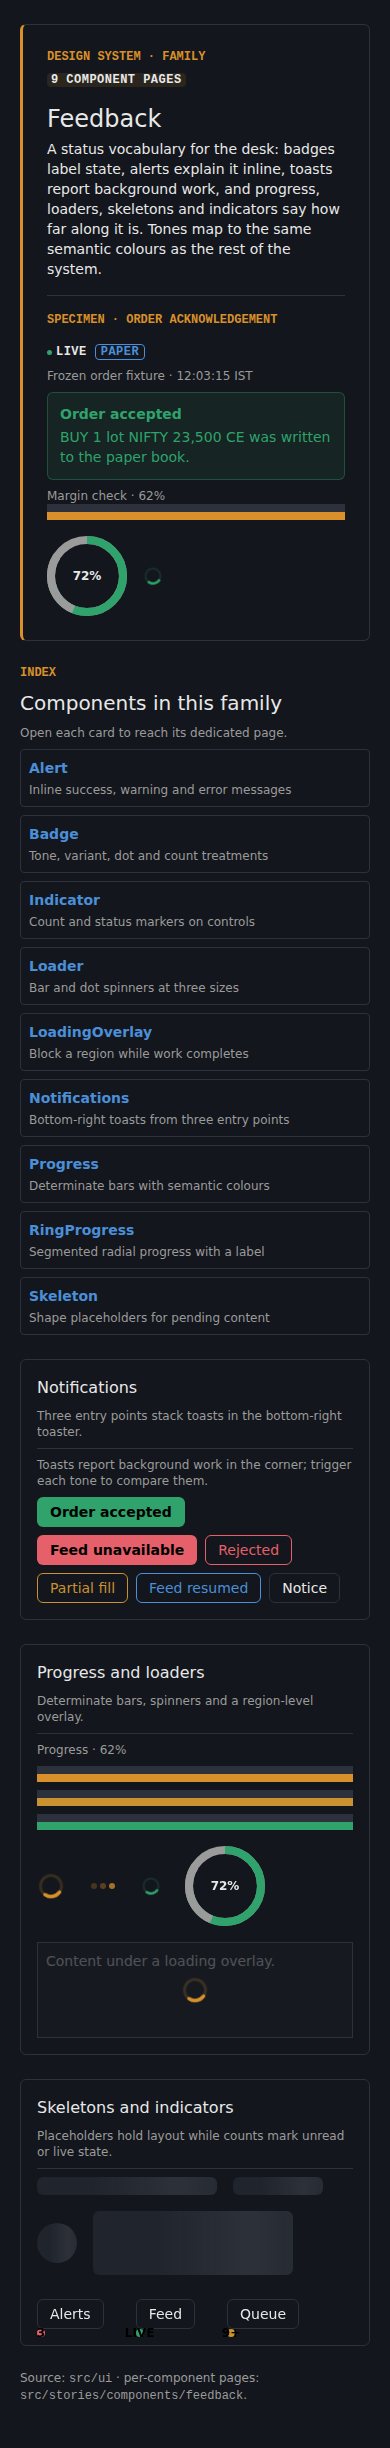 DESIGN SYSTEM · FAMILY
9 COMPONENT PAGES
Feedback
A status vocabulary for the desk: badges
label state, alerts explain it inline, toasts
report background work, and progress,
loaders, skeletons and indicators say how
far along it is. Tones map to the same
semantic colours as the rest of the
system.
SPECIMEN · ORDER ACKNOWLEDGEMENT
LIVE PAPER
Frozen order fixture · 12:03:15 IST
Order accepted
BUY 1 lot NIFTY 23,500 CE was written
to the paper book.
Margin check · 62%
72%
INDEX
Components in this family
Open each card to reach its dedicated page.
Alert
Inline success, warning and error messages
Badge
Tone, variant, dot and count treatments
Indicator
Count and status markers on controls
Loader
Bar and dot spinners at three sizes
LoadingOverlay
Block a region while work completes
Notifications
Bottom-right toasts from three entry points
Progress
Determinate bars with semantic colours
RingProgress
Segmented radial progress with a label
Skeleton
Shape placeholders for pending content
Notifications
Three entry points stack toasts in the bottom-right
toaster.
Toasts report background work in the corner; trigger
each tone to compare them.
Order accepted
Feed unavailable Rejected
Partial fill Feed resumed Notice
Progress and loaders
Determinate bars, spinners and a region-level
overlay.
Progress · 62%
72%
Content under a loading overlay.
Skeletons and indicators
Placeholders hold layout while counts mark unread
or live state.
Alerts Feed Queue
LIVE
Source: src/ui · per-component pages:
src/stories/components/feedback.